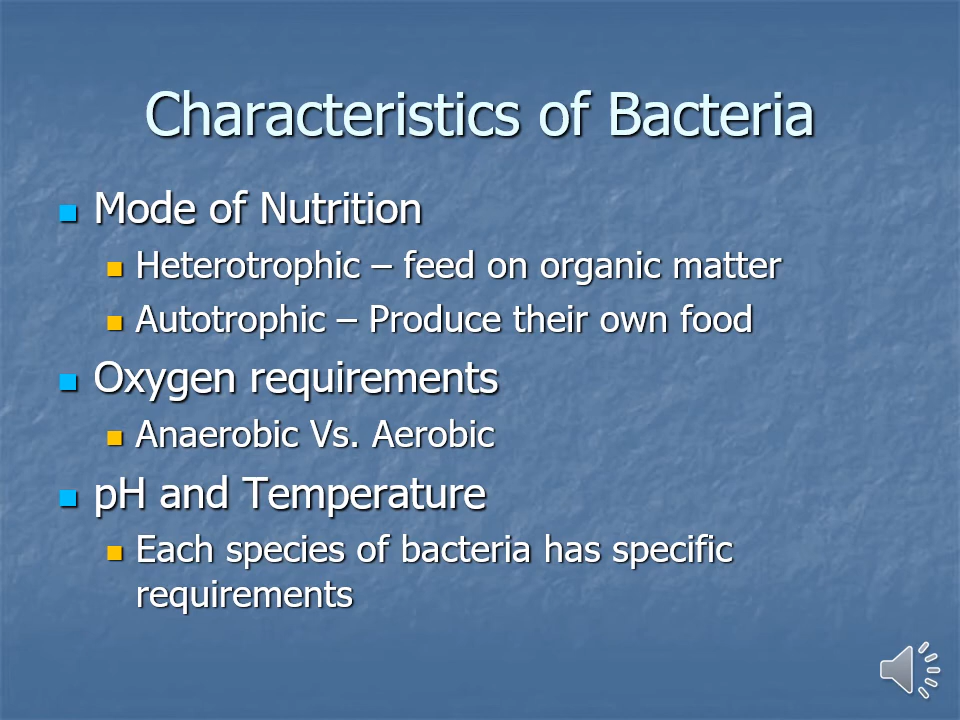 Characteristics of Bacteria
Mode of Nutrition
Heterotrophic – feed on organic matter
Autotrophic – Produce their own food
Oxygen requirements
Anaerobic Vs. Aerobic
pH and Temperature
Each species of bacteria has specific
requirements